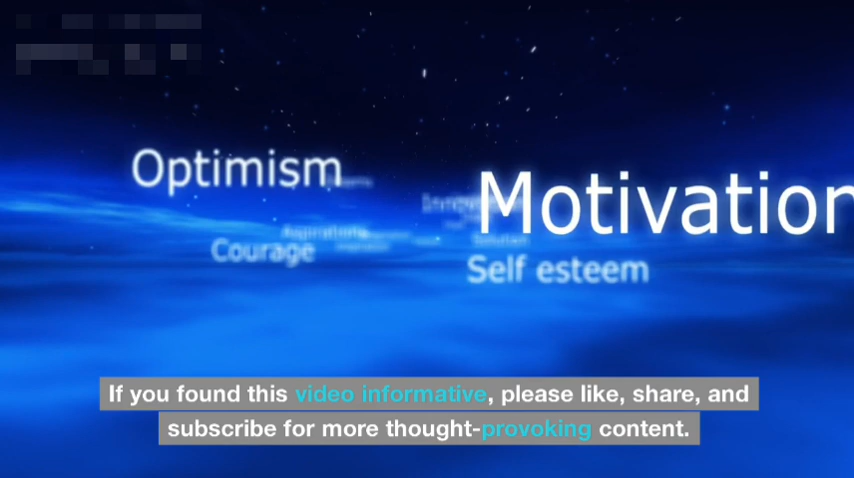 Optimism
Motivation
Aspirations
Courage
Self esteem
If you found this video informative, please like, share, and
subscribe for more thought-provoking content.